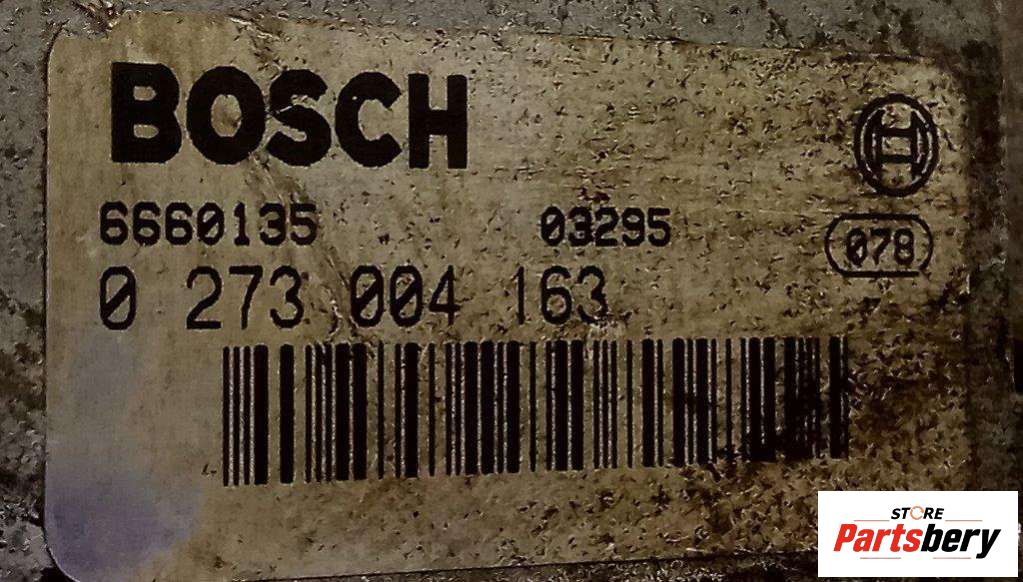 BOSCH
6660135 03295
078
0 273 004 163
STORE
Partsbery